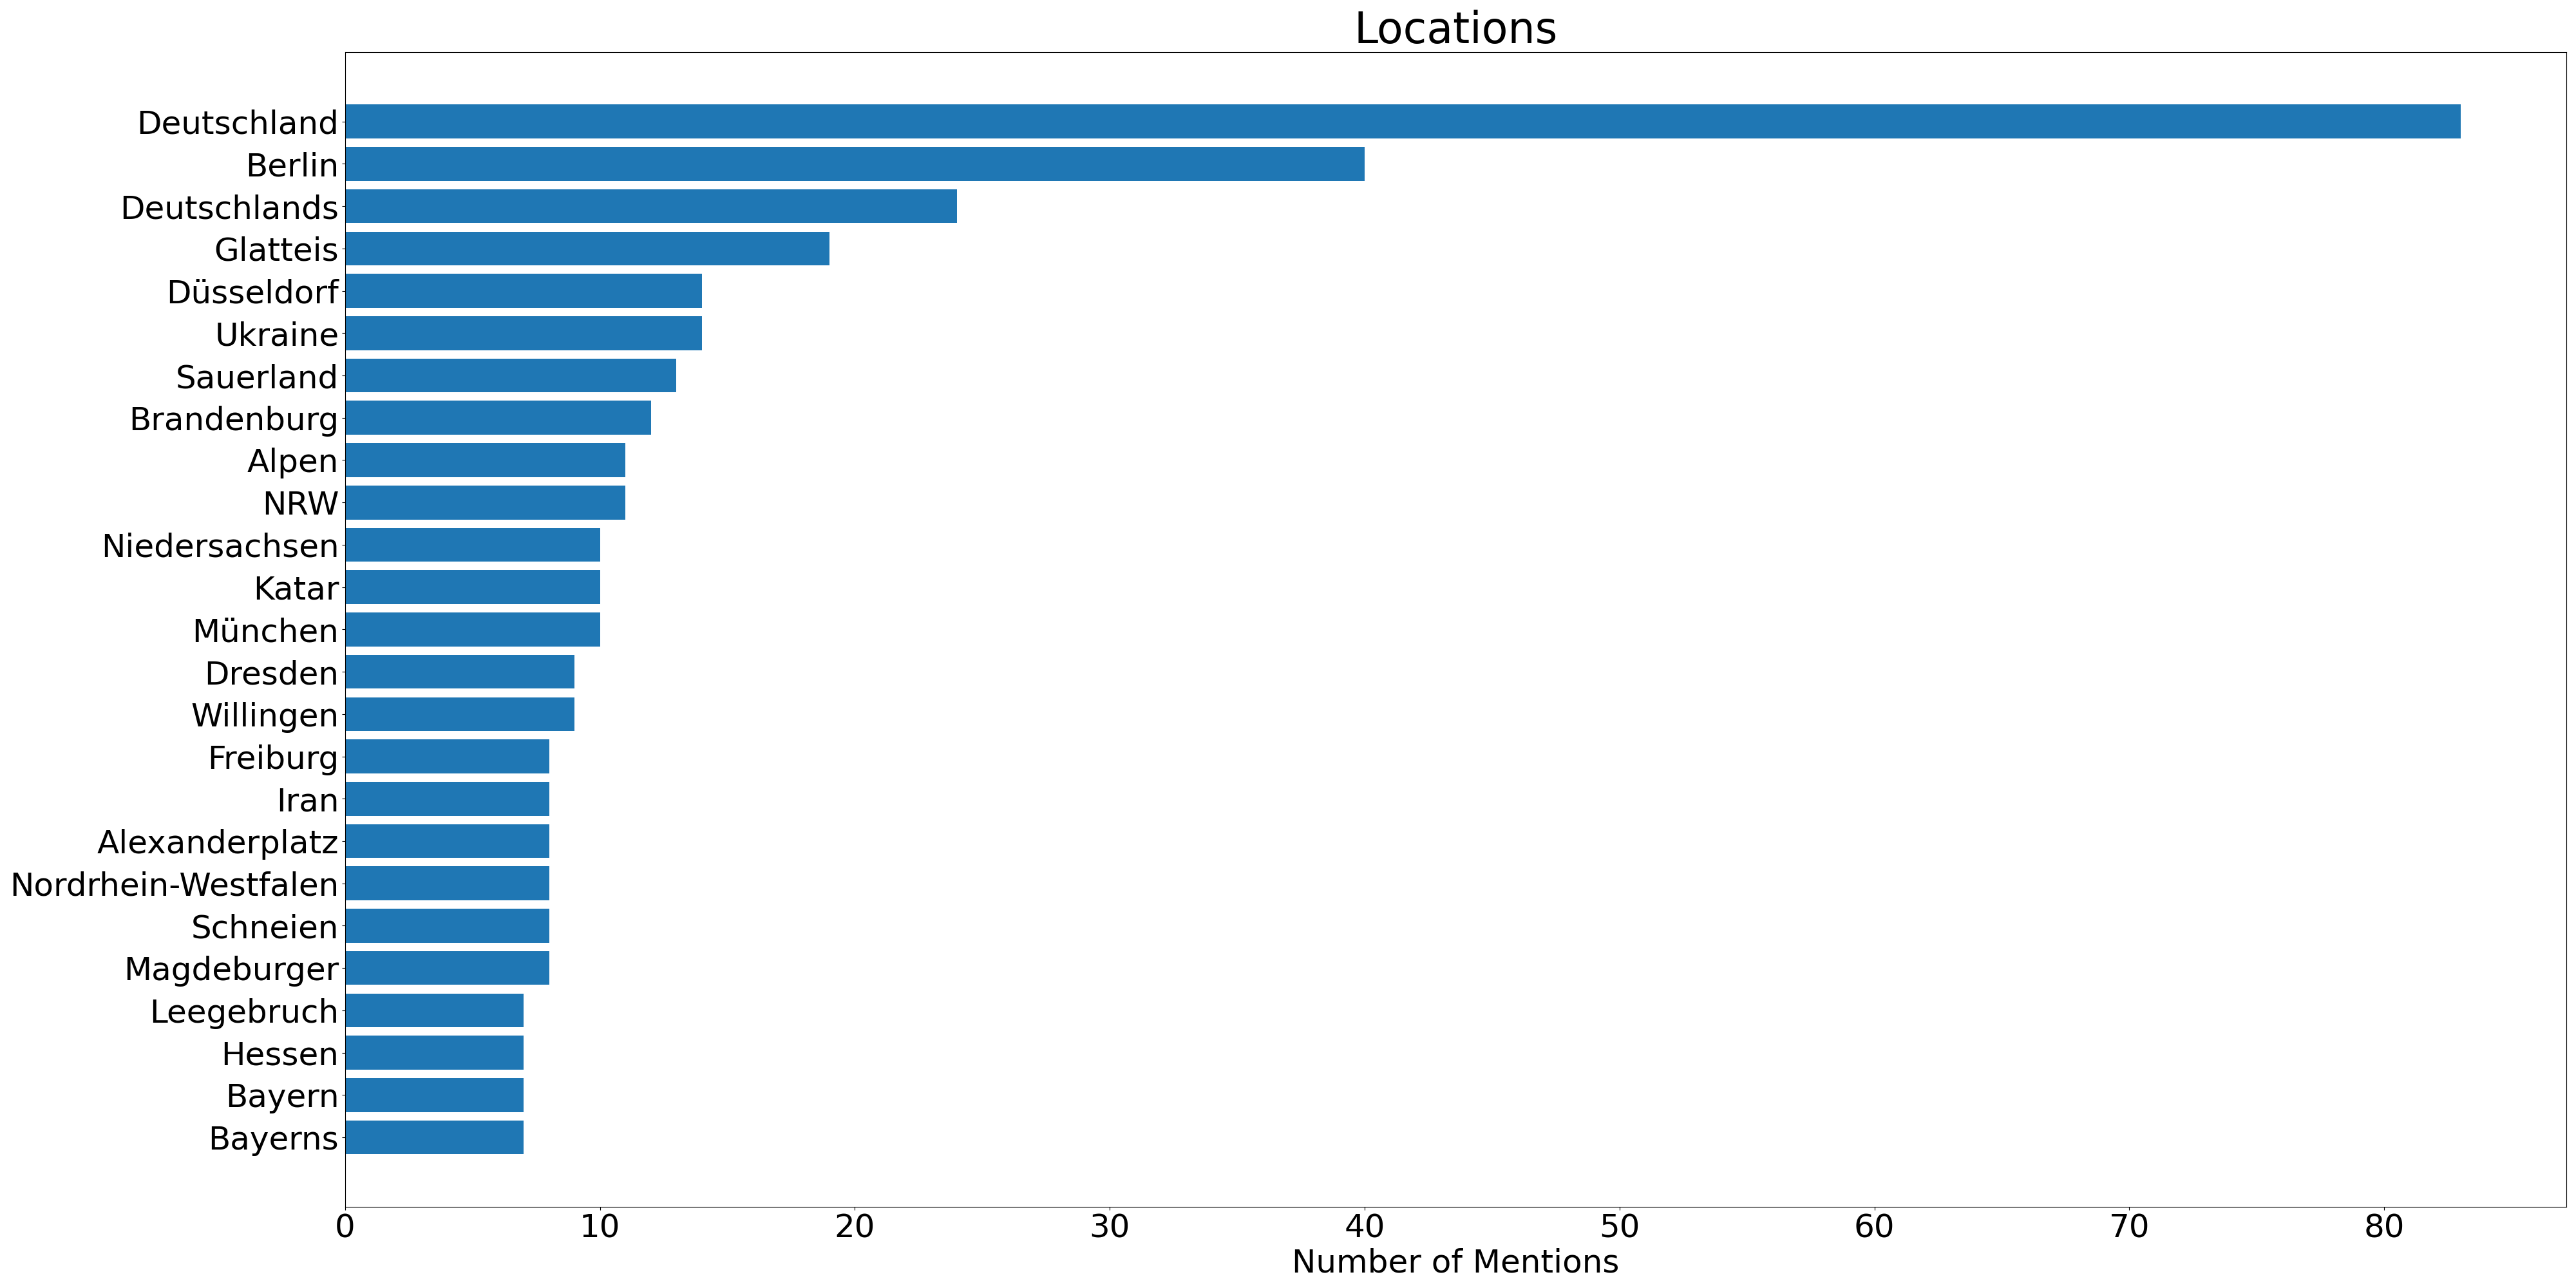 Locations
Deutschland
Berlin
Deutschlands
Glatteis
Düsseldorf
Ukraine
Sauerland
Brandenburg
Alpen
NRW
Niedersachsen
Katar
München
Dresden
Willingen
Freiburg
Iran
Alexanderplatz
Nordrhein-Westfalen
Schneien
Magdeburger
Leegebruch
Hessen
Bayern
Bayerns
0 10 20 30 40 50 60 70 80
Number of Mentions